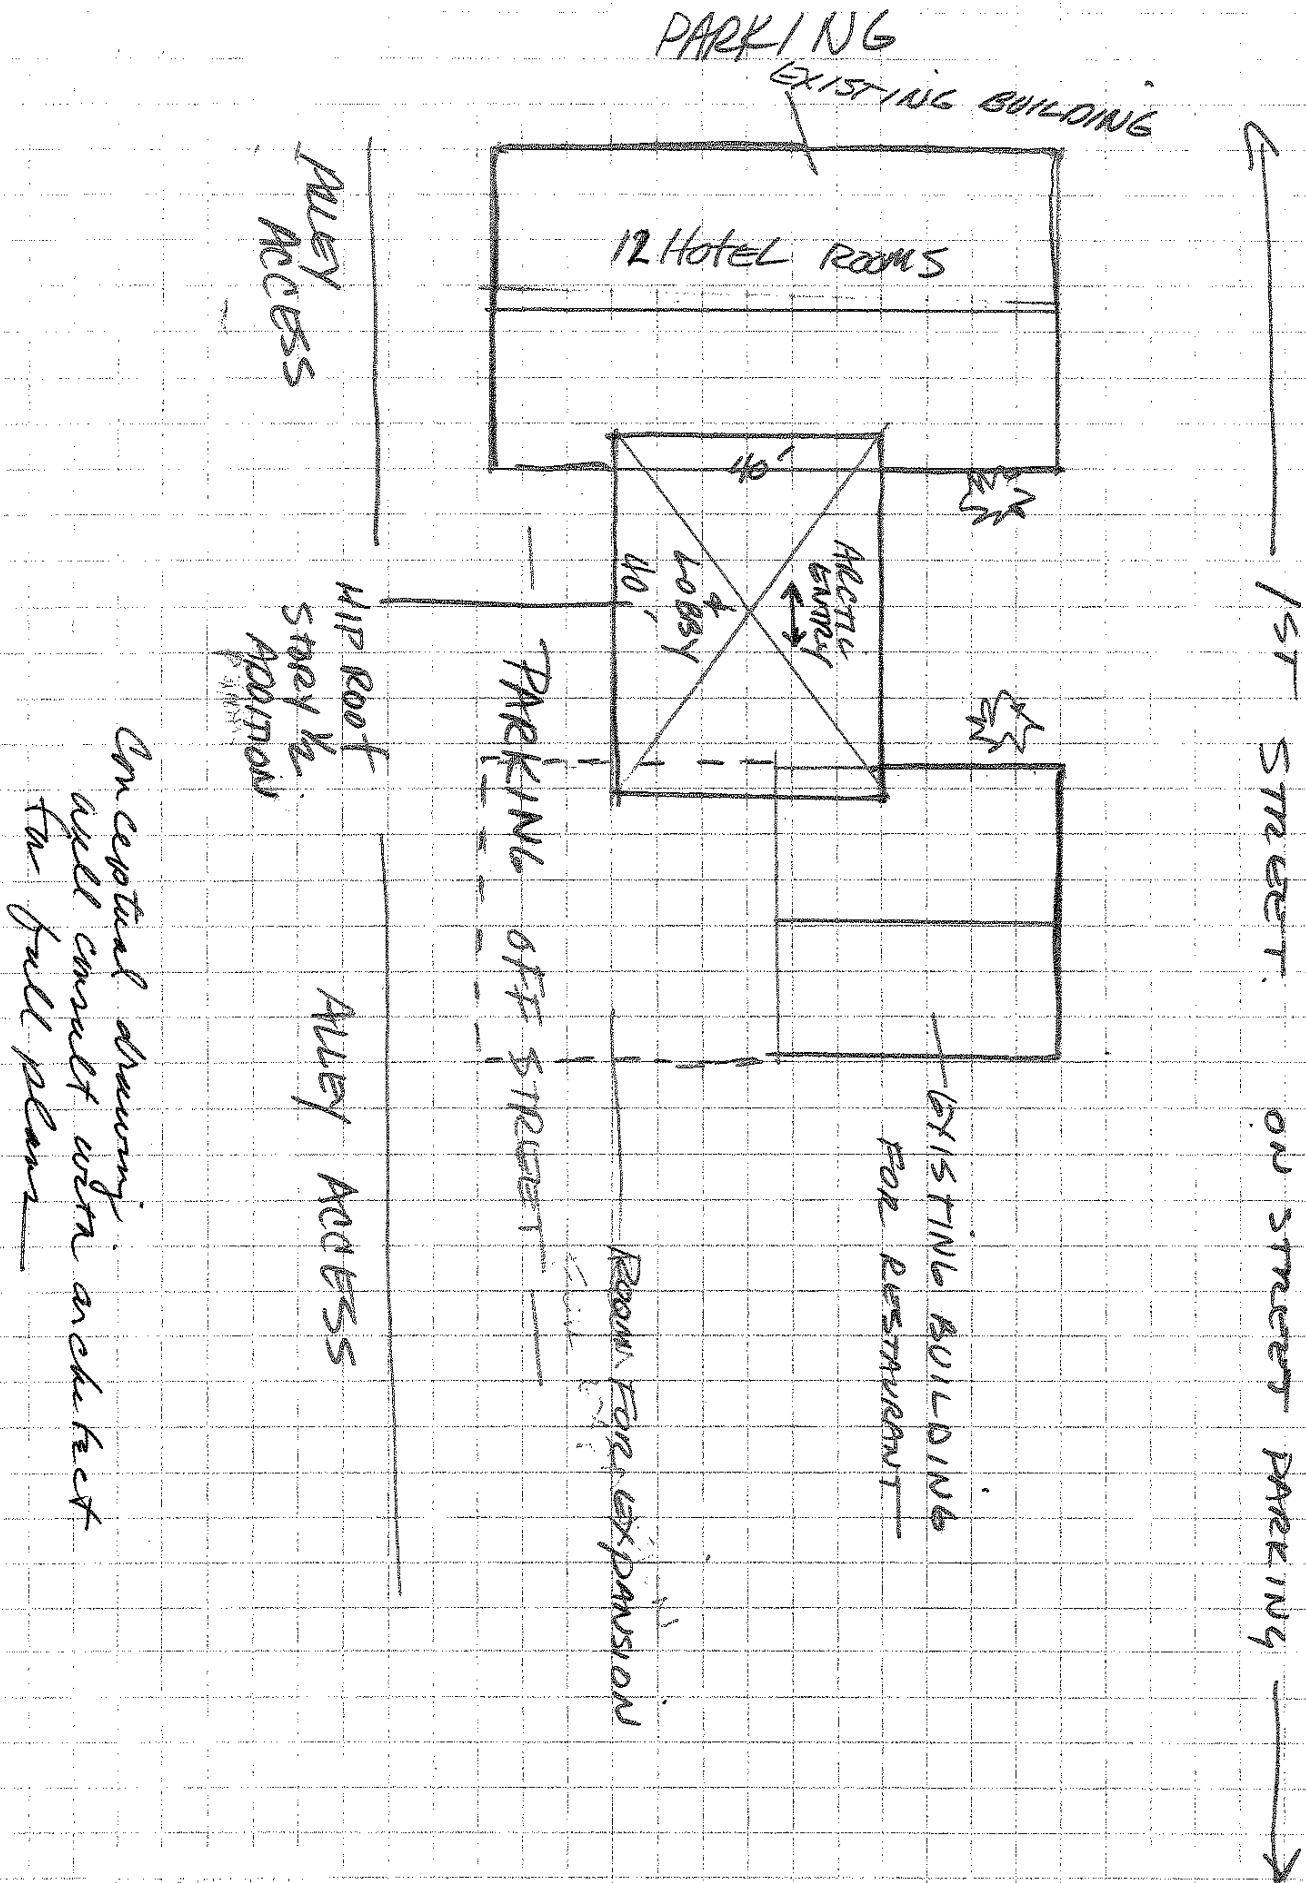 PARKING
EXISTING BUILDING
12 HOTEL ROOMS
ALLEY
ACCESS
40'
ARCTIC
ENTRY
&
LOBBY
40'
HIP ROOF
STORY 1/2
ADDITION
PARKING OFF STREET
1ST STREET. ON STREET PARKING
EXISTING BUILDING
FOR RESTAURANT
ROOM FOR EXPANSION
ALLEY ACCESS
Conceptual drawing.
will consult with architect
for full plans